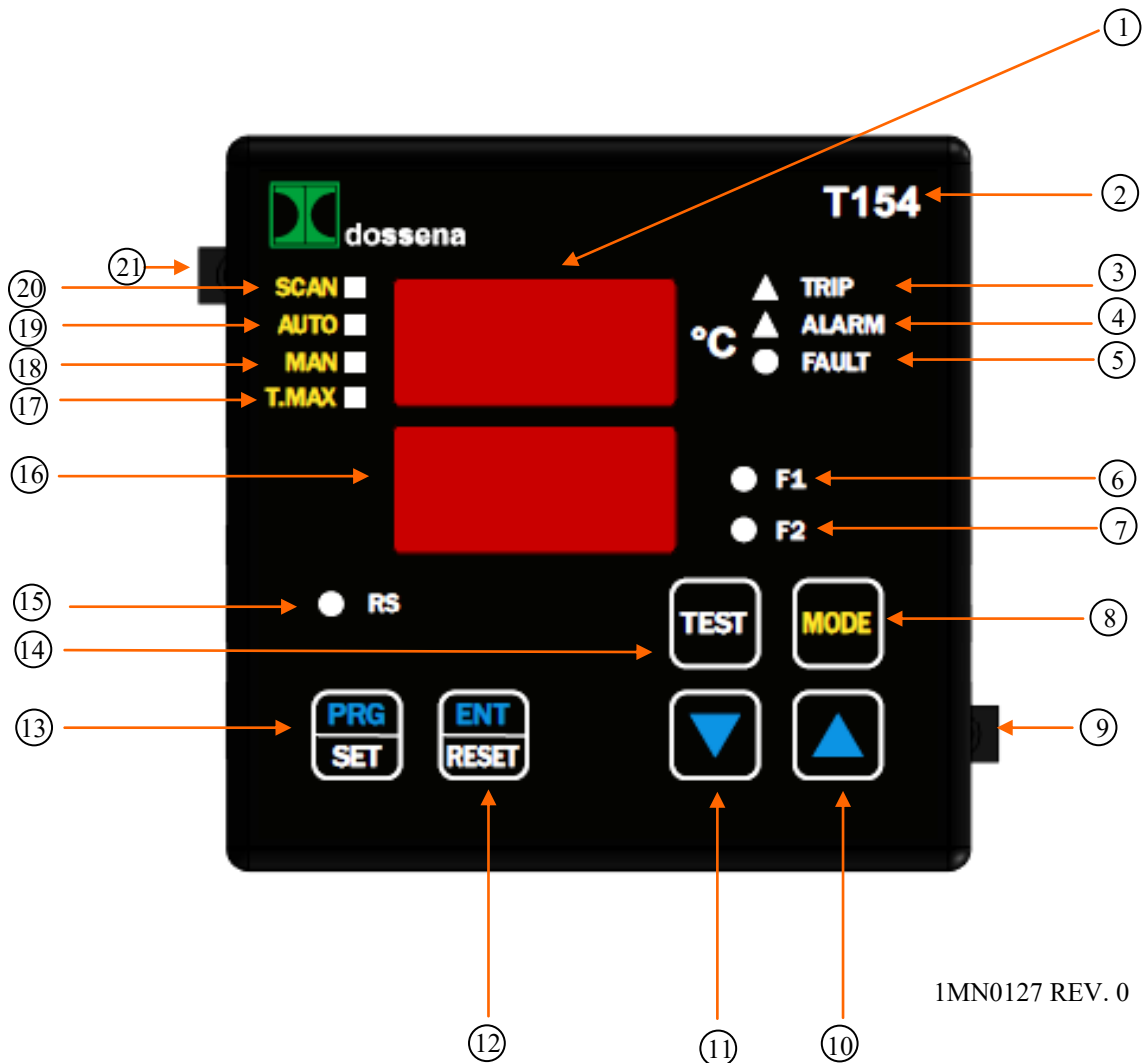 1
T154
2
dossena
21
SCAN
20
TRIP
3
AUTO
19
°C
ALARM
4
MAN
18
FAULT
5
T.MAX
17
16
F1
6
F2
7
15
RS
TEST
MODE
8
14
13
PRG
SET
ENT
RESET
9
1MN0127 REV. 0
12
11
10